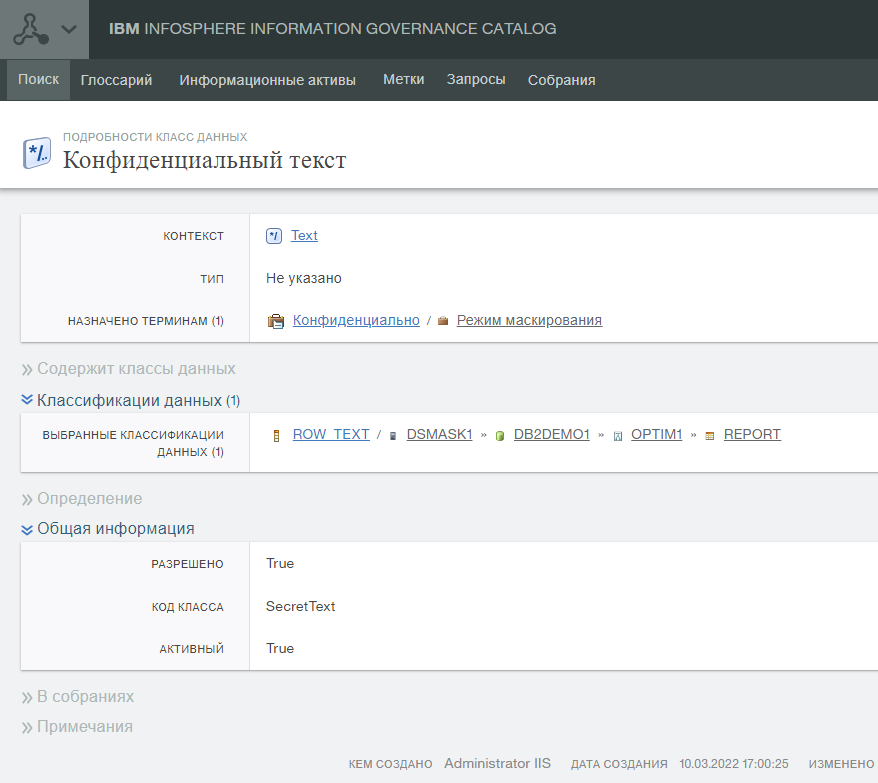 IBM INFOSPHERE INFORMATION GOVERNANCE CATALOG
Поиск Глоссарий Информационные активы Метки Запросы Собрания
ПОДРОБНОСТИ КЛАСС ДАННЫХ
Конфиденциальный текст
КОНТЕКСТ Text
ТИП Не указано
НАЗНАЧЕНО ТЕРМИНАМ (1) Конфиденциально / Режим маскирования
Содержит классы данных
Классификации данных (1)
ВЫБРАННЫЕ КЛАССИФИКАЦИИ ROW_TEXT / DSMASK1 » DB2DEMO1 » OPTIM1 » REPORT
ДАННЫХ (1)
Определение
Общая информация
РАЗРЕШЕНО True
КОД КЛАССА SecretText
АКТИВНЫЙ True
В собраниях
Примечания
КЕМ СОЗДАНО Administrator IIS ДАТА СОЗДАНИЯ 10.03.2022 17:00:25 ИЗМЕНЕНО